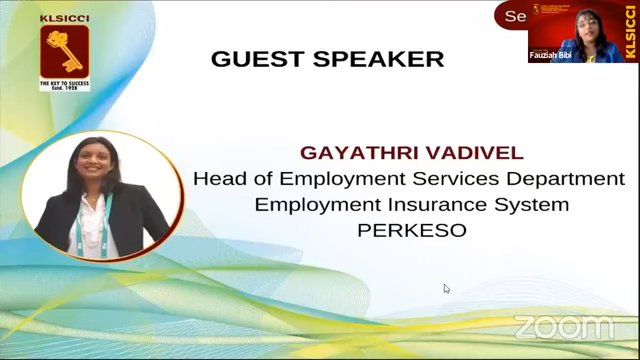 KLSICCI
THE KEY TO SUCCESS
Estd. 1928
GUEST SPEAKER
Se
Fauziah Bibi
KLSICCI
GAYATHRI VADIVEL
Head of Employment Services Department
Employment Insurance System
PERKESO
zoom